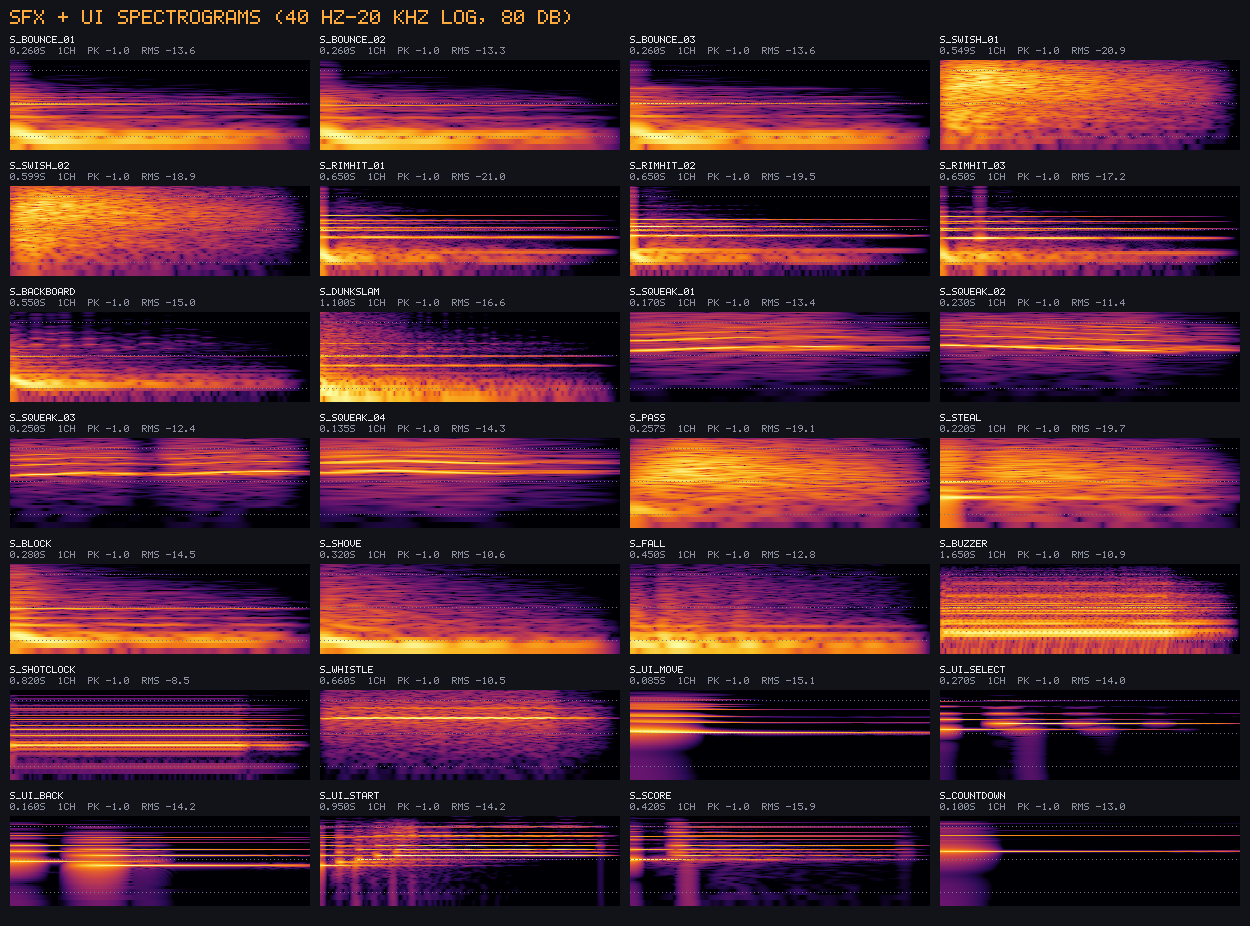 SFX + UI SPECTROGRAMS (40 HZ-20 KHZ LOG, 80 DB)
S_BOUNCE_01
0.260S 1CH PK -1.0 RMS -13.6
S_BOUNCE_02
0.260S 1CH PK -1.0 RMS -13.3
S_BOUNCE_03
0.260S 1CH PK -1.0 RMS -13.6
S_SWISH_01
0.549S 1CH PK -1.0 RMS -20.9
S_SWISH_02
0.599S 1CH PK -1.0 RMS -18.9
S_RIMHIT_01
0.650S 1CH PK -1.0 RMS -21.0
S_RIMHIT_02
0.650S 1CH PK -1.0 RMS -19.5
S_RIMHIT_03
0.650S 1CH PK -1.0 RMS -17.2
S_BACKBOARD
0.550S 1CH PK -1.0 RMS -15.0
S_DUNKSLAM
1.100S 1CH PK -1.0 RMS -16.6
S_SQUEAK_01
0.170S 1CH PK -1.0 RMS -13.4
S_SQUEAK_02
0.230S 1CH PK -1.0 RMS -11.4
S_SQUEAK_03
0.250S 1CH PK -1.0 RMS -12.4
S_SQUEAK_04
0.135S 1CH PK -1.0 RMS -14.3
S_PASS
0.257S 1CH PK -1.0 RMS -19.1
S_STEAL
0.220S 1CH PK -1.0 RMS -19.7
S_BLOCK
0.280S 1CH PK -1.0 RMS -14.5
S_SHOVE
0.320S 1CH PK -1.0 RMS -10.6
S_FALL
0.450S 1CH PK -1.0 RMS -12.8
S_BUZZER
1.650S 1CH PK -1.0 RMS -10.9
S_SHOTCLOCK
0.820S 1CH PK -1.0 RMS -8.5
S_WHISTLE
0.660S 1CH PK -1.0 RMS -10.5
S_UI_MOVE
0.085S 1CH PK -1.0 RMS -15.1
S_UI_SELECT
0.270S 1CH PK -1.0 RMS -14.0
S_UI_BACK
0.160S 1CH PK -1.0 RMS -14.2
S_UI_START
0.950S 1CH PK -1.0 RMS -14.2
S_SCORE
0.420S 1CH PK -1.0 RMS -15.9
S_COUNTDOWN
0.100S 1CH PK -1.0 RMS -13.0